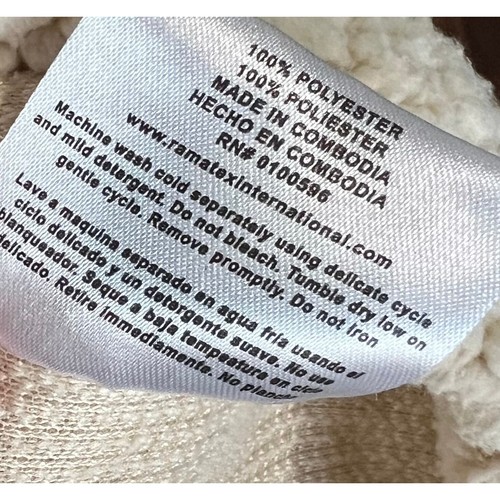 100% POLYESTER
100% POLIESTER
MADE IN COMBODIA
HECHO EN COMBODIA
RN# 0100596
www.ramatexinternational.com
Machine wash cold separately using delicate cycle
and mild detergent. Do not bleach. Tumble dry low on
gentle cycle. Remove promptly. Do not Iron
Lave a maquina separado en agua fria usando el
ciclo delicado y un detergente suave. No use
blanqueador. Seque a baja temperature en ciclo
delicado. Retire immediamente. No planche